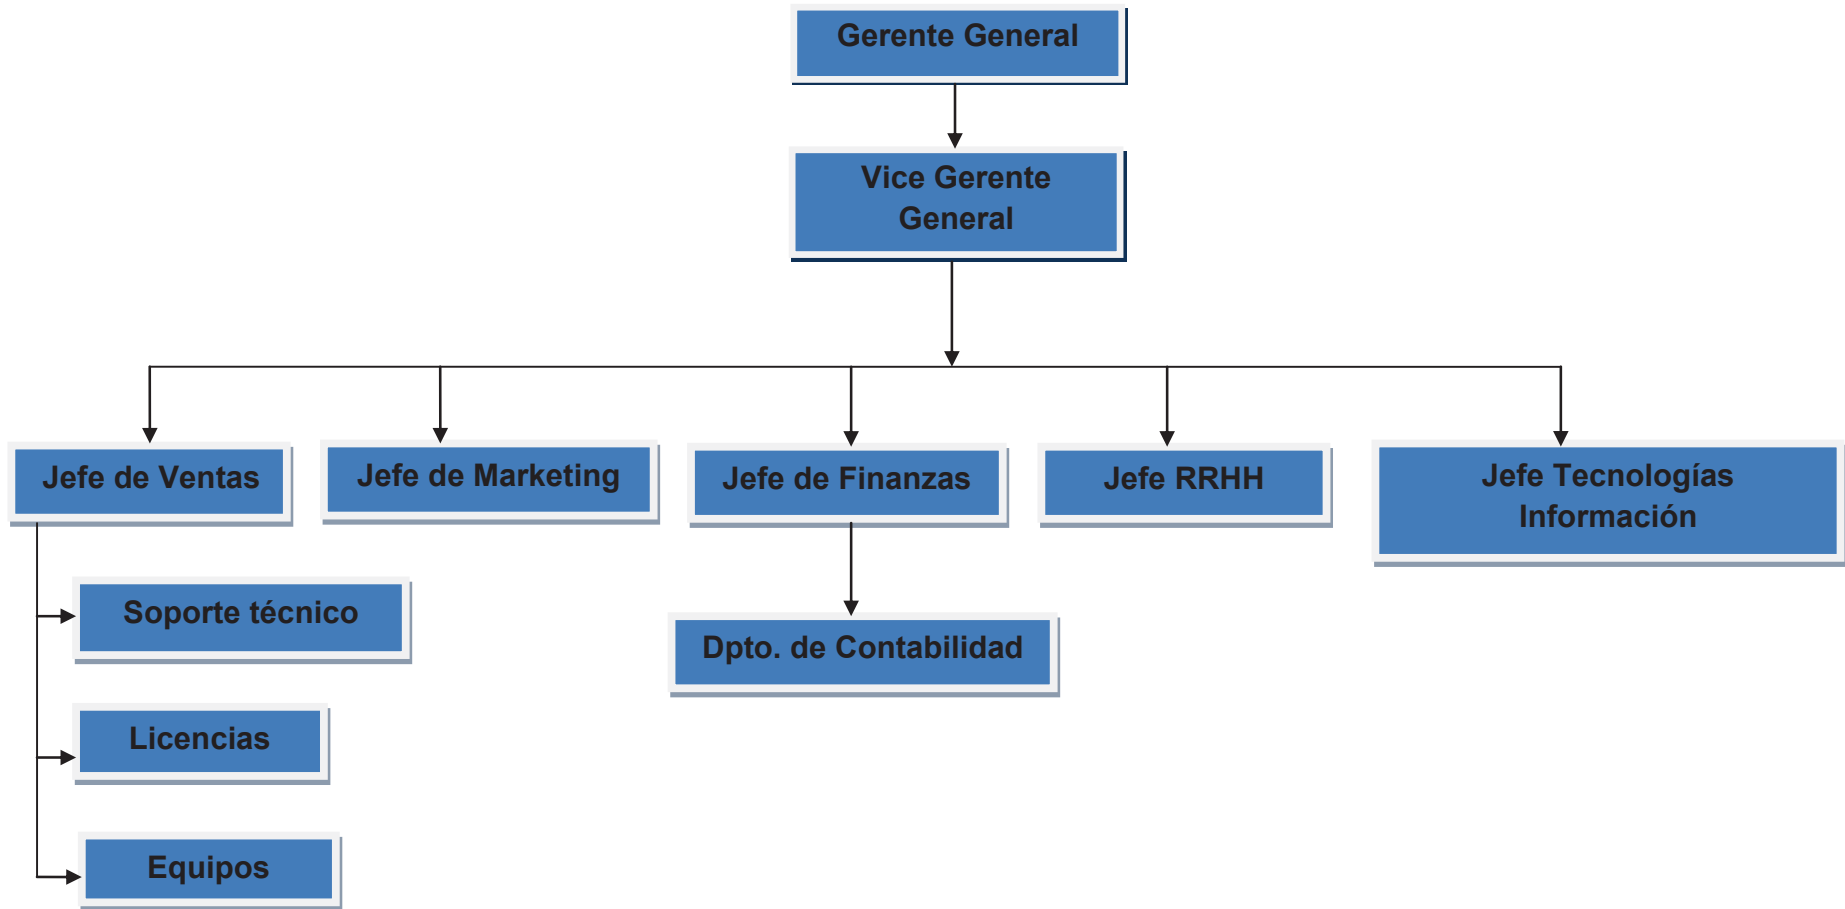 Gerente General
Vice Gerente
General
Jefe de Ventas
Jefe de Marketing
Jefe de Finanzas
Jefe RRHH
Jefe Tecnologías
Información
Soporte técnico
Dpto. de Contabilidad
Licencias
Equipos